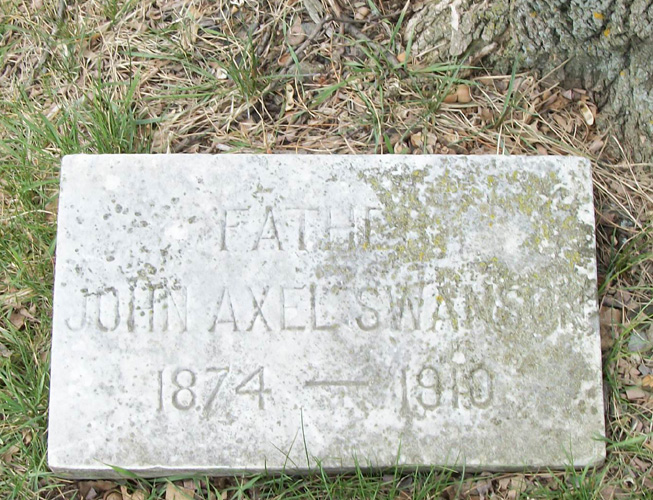 FATHER
JOHN AXEL SWANSON
1874 — 1910